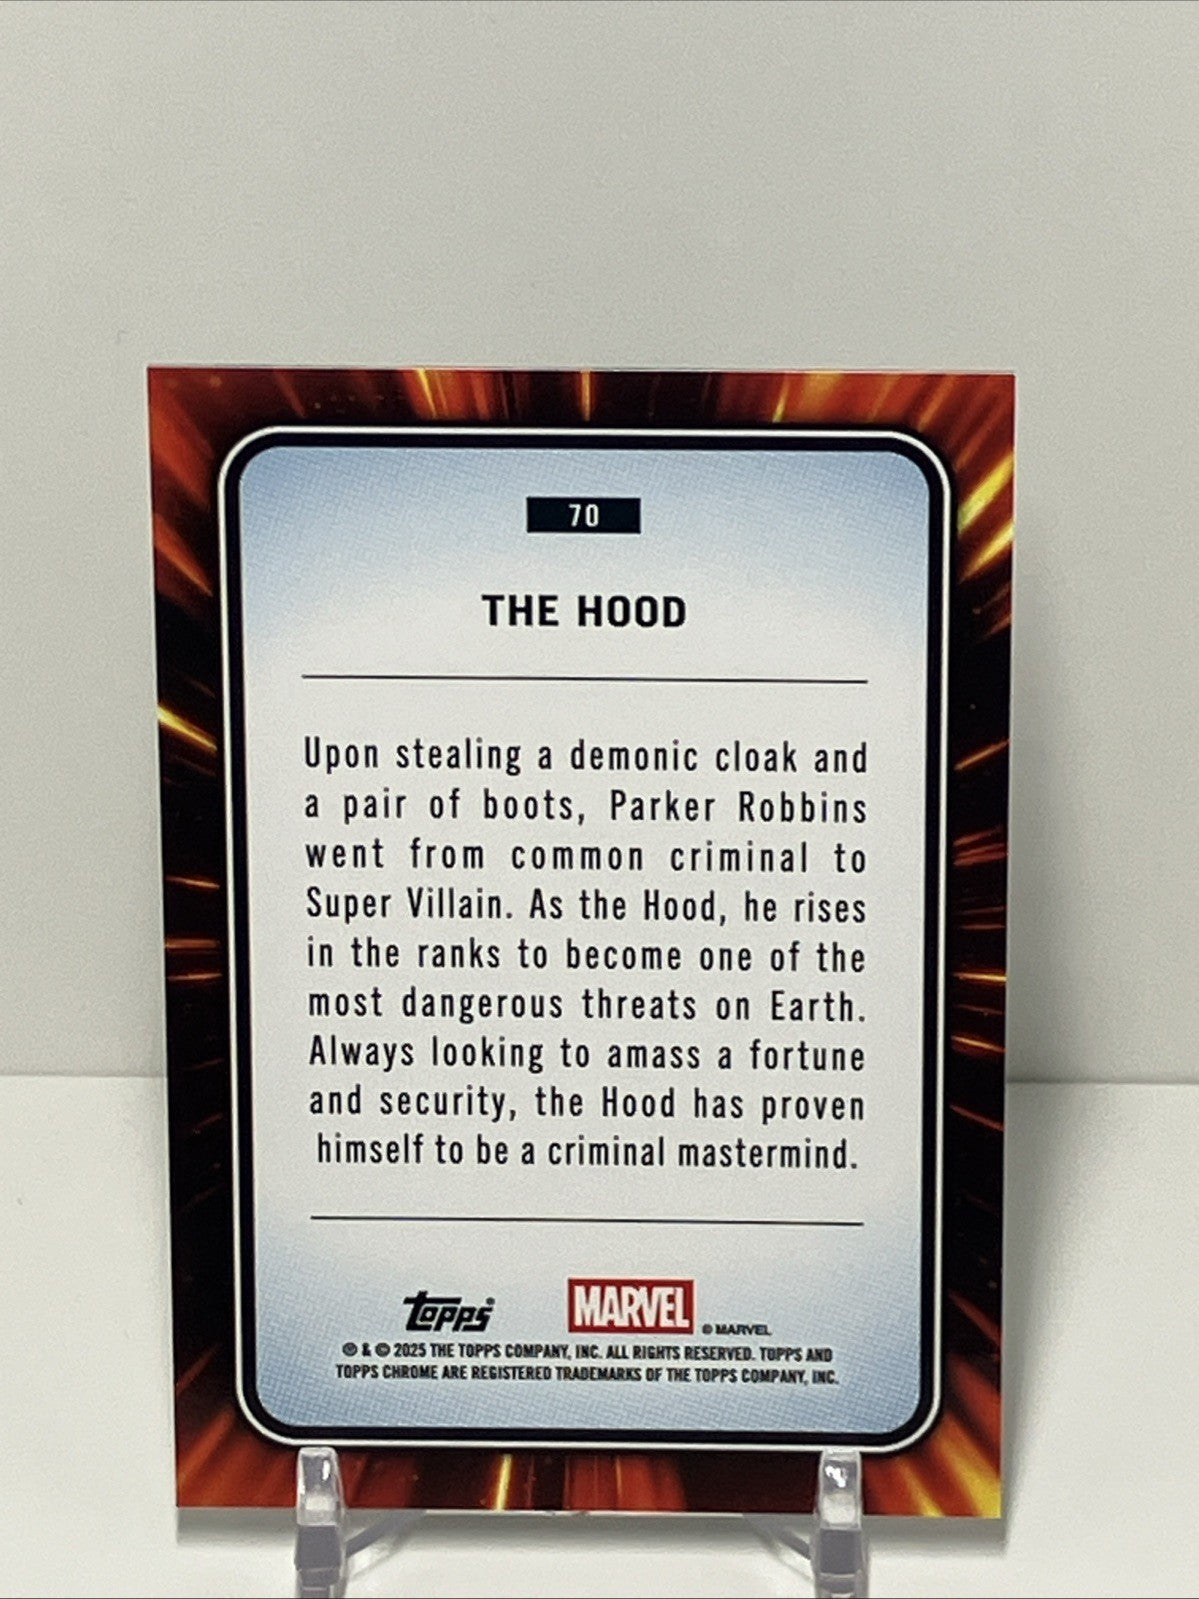 70
THE HOOD
Upon stealing a demonic cloak and
a pair of boots, Parker Robbins
went from common criminal to
Super Villain. As the Hood, he rises
in the ranks to become one of the
most dangerous threats on Earth.
Always looking to amass a fortune
and security, the Hood has proven
himself to be a criminal mastermind.
topps®
MARVEL
© MARVEL
℗ & © 2025 THE TOPPS COMPANY, INC. ALL RIGHTS RESERVED. TOPPS AND
TOPPS CHROME ARE REGISTERED TRADEMARKS OF THE TOPPS COMPANY, INC.